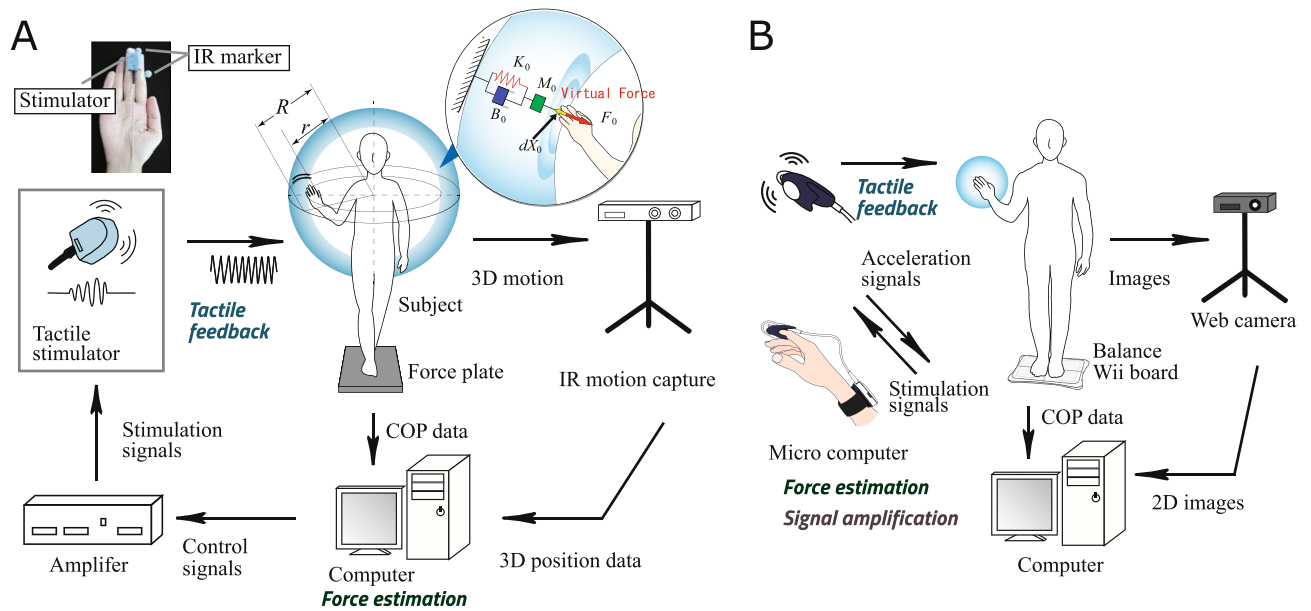 A
IR marker
Stimulator
R
r
K0
M0
B0
Virtual Force
F0
dX0
Tactile
stimulator
Tactile
feedback
Subject
3D motion
Force plate
IR motion capture
Stimulation
signals
COP data
Amplifer
Control
signals
Computer
Force estimation
3D position data
B
Tactile
feedback
Acceleration
signals
Images
Web camera
Stimulation
signals
Balance
Wii board
Micro computer
Force estimation
Signal amplification
COP data
2D images
Computer